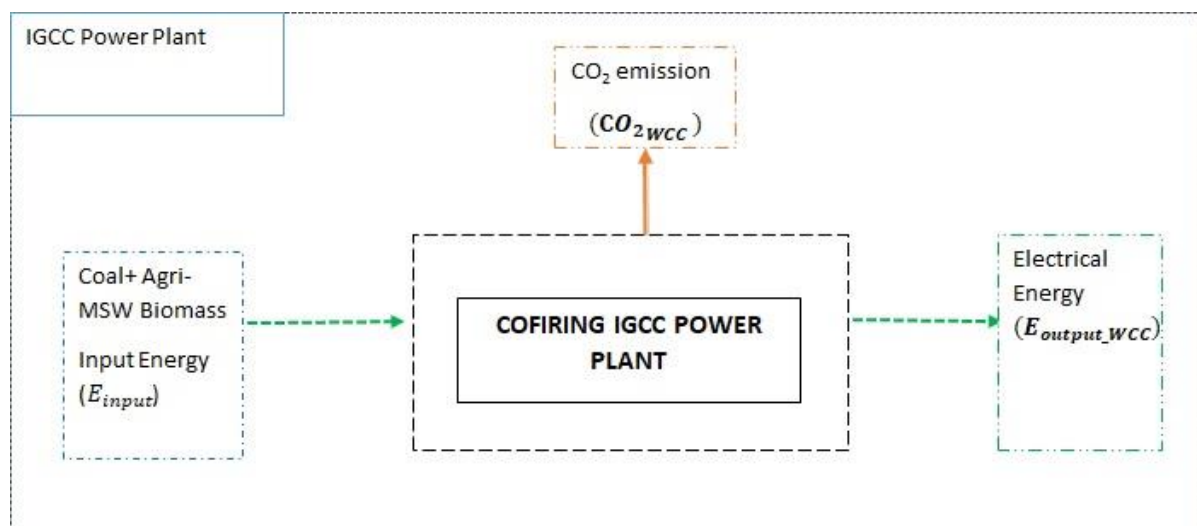 IGCC Power Plant
CO₂ emission
(CO₂WCC)
Coal+ Agri-
MSW Biomass
Input Energy
(Einput)
COFIRING IGCC POWER
PLANT
Electrical
Energy
(Eoutput_WCC)